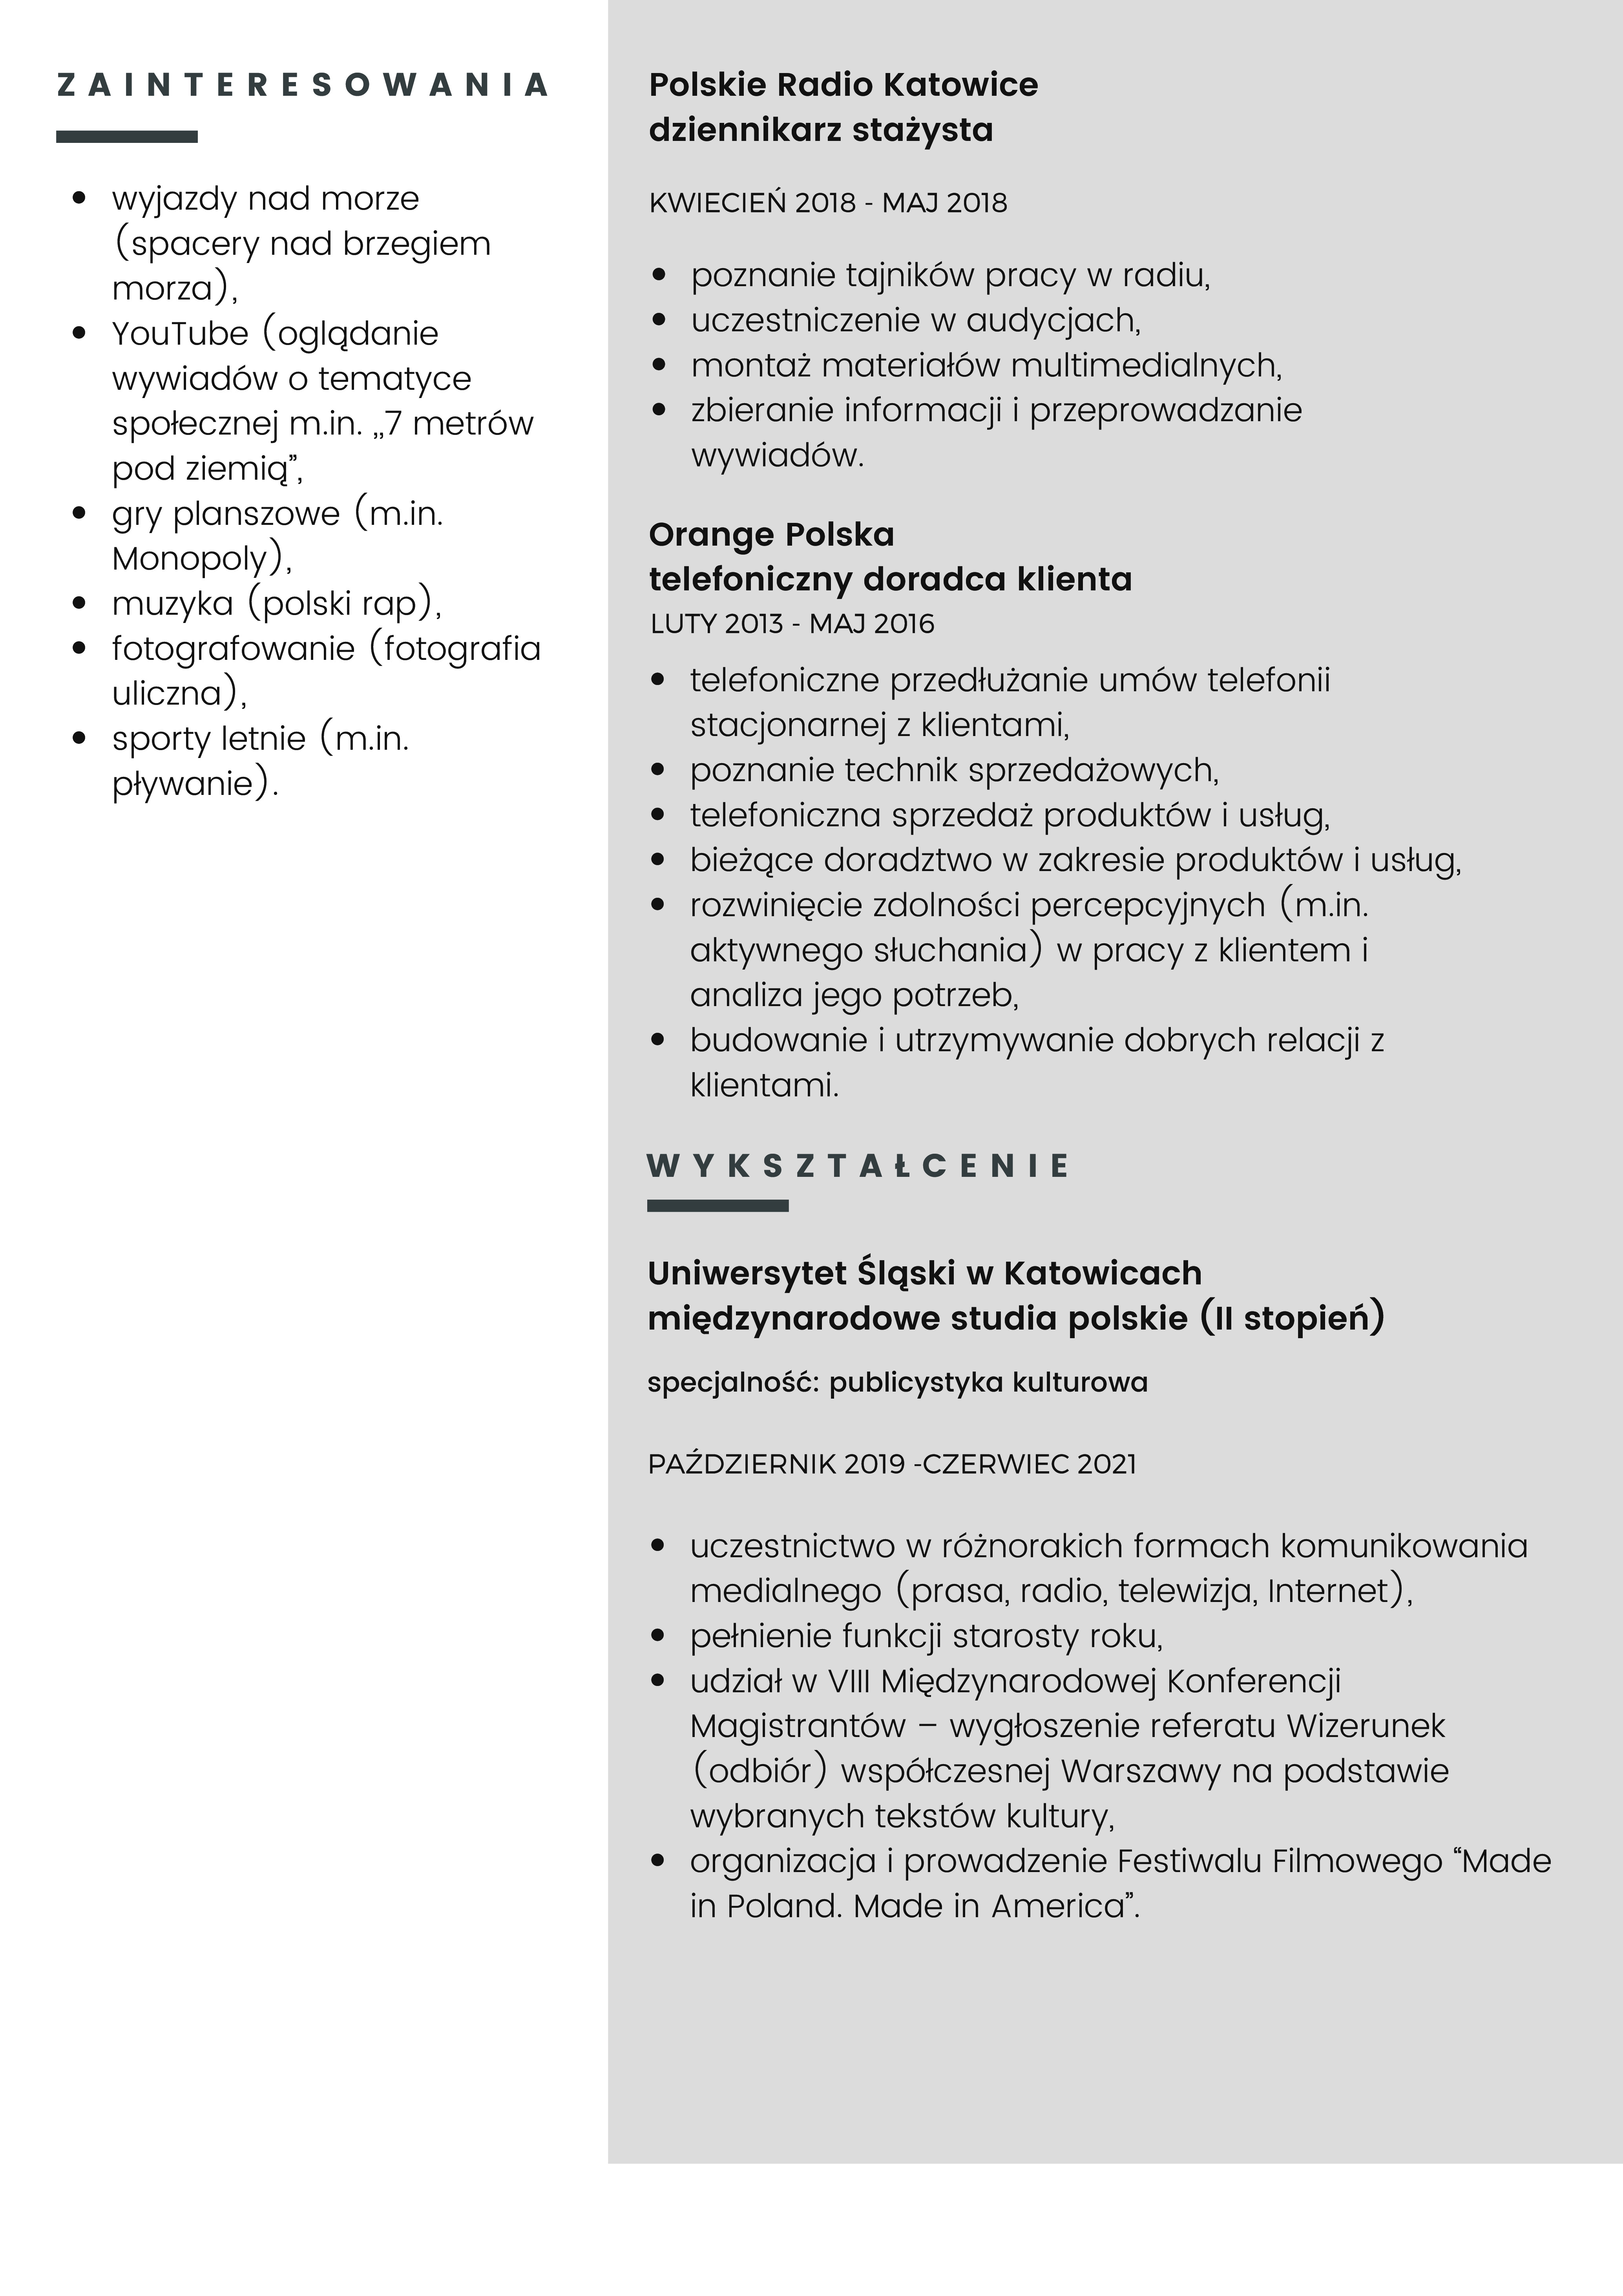 ZAINTERESOWANIA
• wyjazdy nad morze
(spacery nad brzegiem
morza),
• YouTube (oglądanie
wywiadów o tematyce
społecznej m.in. „7 metrów
pod ziemią”,
• gry planszowe (m.in.
Monopoly),
• muzyka (polski rap),
• fotografowanie (fotografia
uliczna),
• sporty letnie (m.in.
pływanie).
Polskie Radio Katowice
dziennikarz stażysta
KWIECIEŃ 2018 - MAJ 2018
• poznanie tajników pracy w radiu,
• uczestniczenie w audycjach,
• montaż materiałów multimedialnych,
• zbieranie informacji i przeprowadzanie
wywiadów.
Orange Polska
telefoniczny doradca klienta
LUTY 2013 - MAJ 2016
• telefoniczne przedłużanie umów telefonii
stacjonarnej z klientami,
• poznanie technik sprzedażowych,
• telefoniczna sprzedaż produktów i usług,
• bieżące doradztwo w zakresie produktów i usług,
• rozwinięcie zdolności percepcyjnych (m.in.
aktywnego słuchania) w pracy z klientem i
analiza jego potrzeb,
• budowanie i utrzymywanie dobrych relacji z
klientami.
WYKSZTAŁCENIE
Uniwersytet Śląski w Katowicach
międzynarodowe studia polskie (II stopień)
specjalność: publicystyka kulturowa
PAŹDZIERNIK 2019 -CZERWIEC 2021
• uczestnictwo w różnorakich formach komunikowania
medialnego (prasa, radio, telewizja, Internet),
• pełnienie funkcji starosty roku,
• udział w VIII Międzynarodowej Konferencji
Magistrantów – wygłoszenie referatu Wizerunek
(odbiór) współczesnej Warszawy na podstawie
wybranych tekstów kultury,
• organizacja i prowadzenie Festiwalu Filmowego “Made
in Poland. Made in America”.